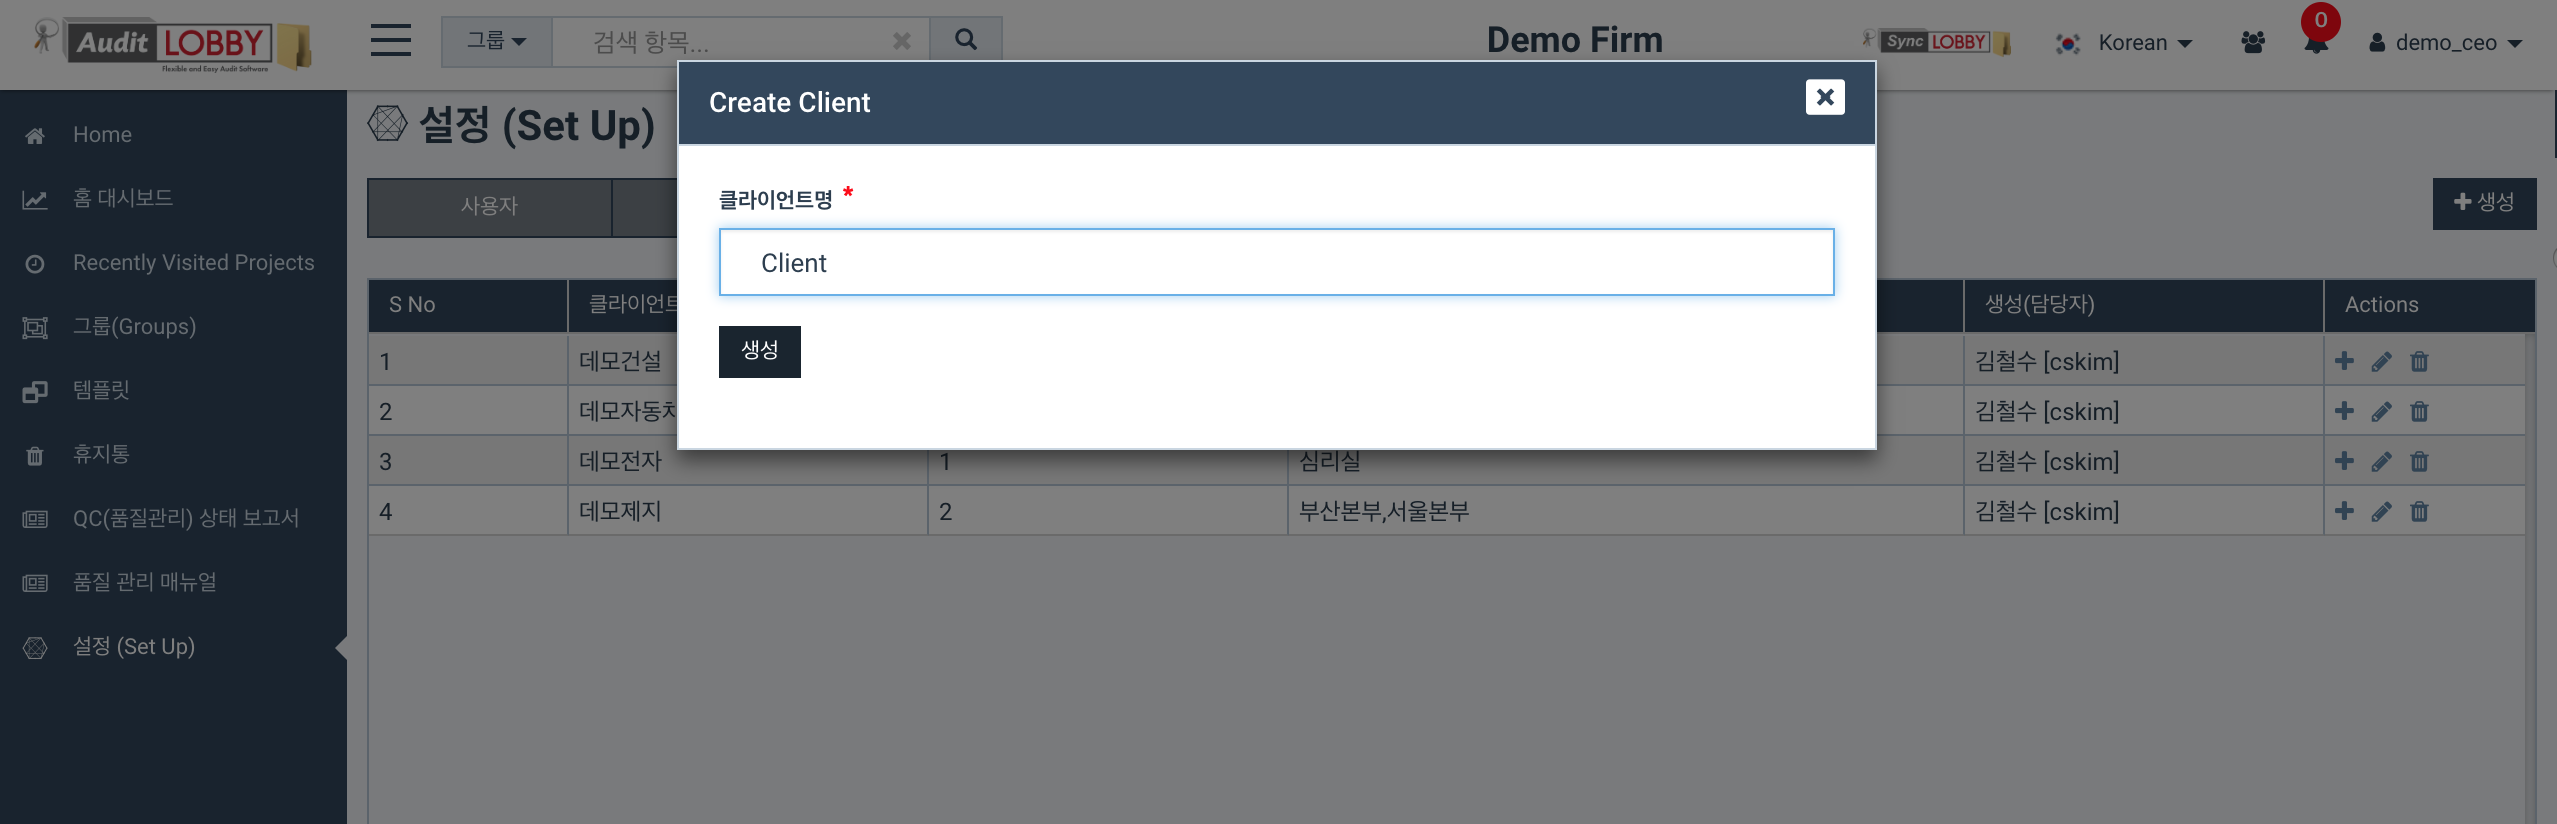 Audit LOBBY
Flexible and Easy Audit Software
그룹
검색 항목...
Demo Firm
Sync LOBBY
Korean
0
demo_ceo
Home
홈 대시보드
Recently Visited Projects
그룹(Groups)
템플릿
휴지통
QC(품질관리) 상태 보고서
품질 관리 매뉴얼
설정 (Set Up)
설정 (Set Up)
사용자
생성
Create Client
클라이언트명 *
Client
생성
S No 클라이언트 생성(담당자) Actions
1 데모건설 김철수 [cskim]
2 데모자동차 김철수 [cskim]
3 데모전자 1 심리실 김철수 [cskim]
4 데모제지 2 부산본부,서울본부 김철수 [cskim]